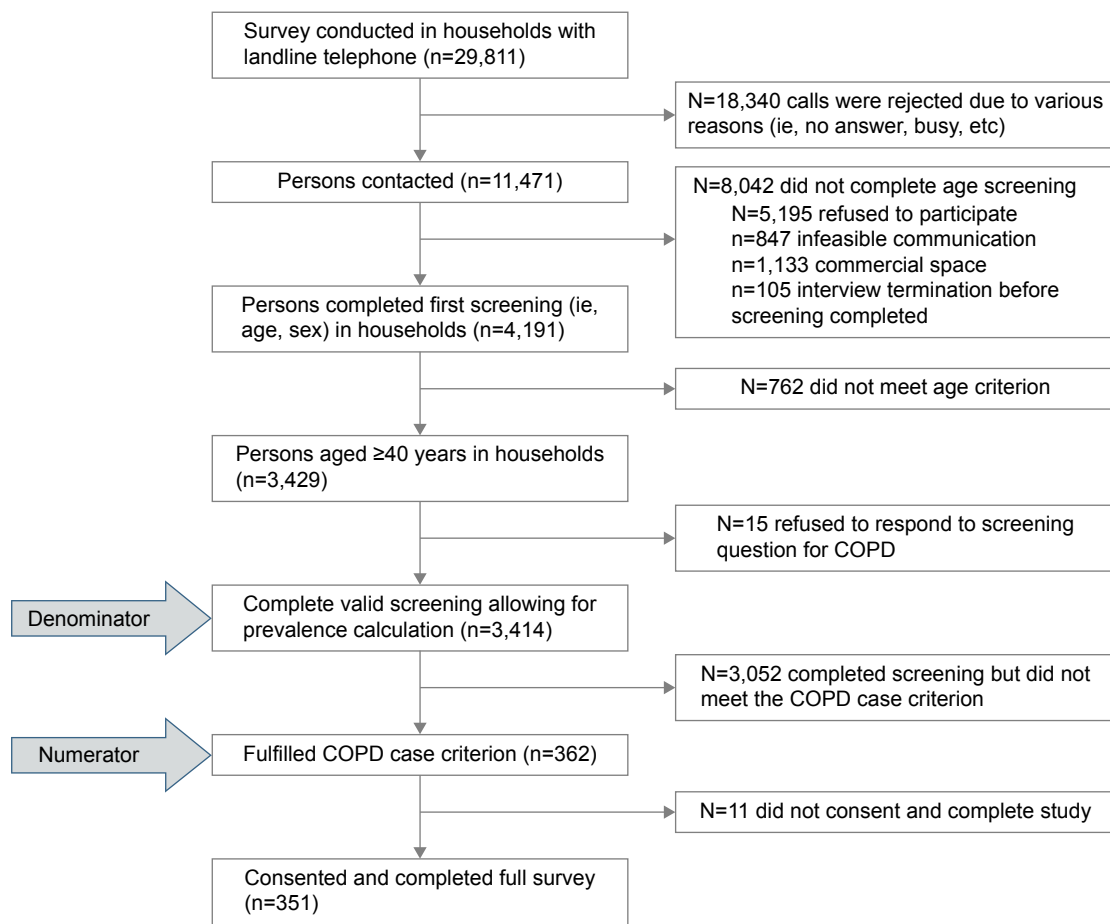 Survey conducted in households with
landline telephone (n=29,811)
N=18,340 calls were rejected due to various
reasons (ie, no answer, busy, etc)
Persons contacted (n=11,471)
N=8,042 did not complete age screening
N=5,195 refused to participate
n=847 infeasible communication
n=1,133 commercial space
n=105 interview termination before
screening completed
Persons completed first screening (ie,
age, sex) in households (n=4,191)
N=762 did not meet age criterion
Persons aged ≥40 years in households
(n=3,429)
N=15 refused to respond to screening
question for COPD
Denominator
Complete valid screening allowing for
prevalence calculation (n=3,414)
N=3,052 completed screening but did not
meet the COPD case criterion
Numerator
Fulfilled COPD case criterion (n=362)
N=11 did not consent and complete study
Consented and completed full survey
(n=351)